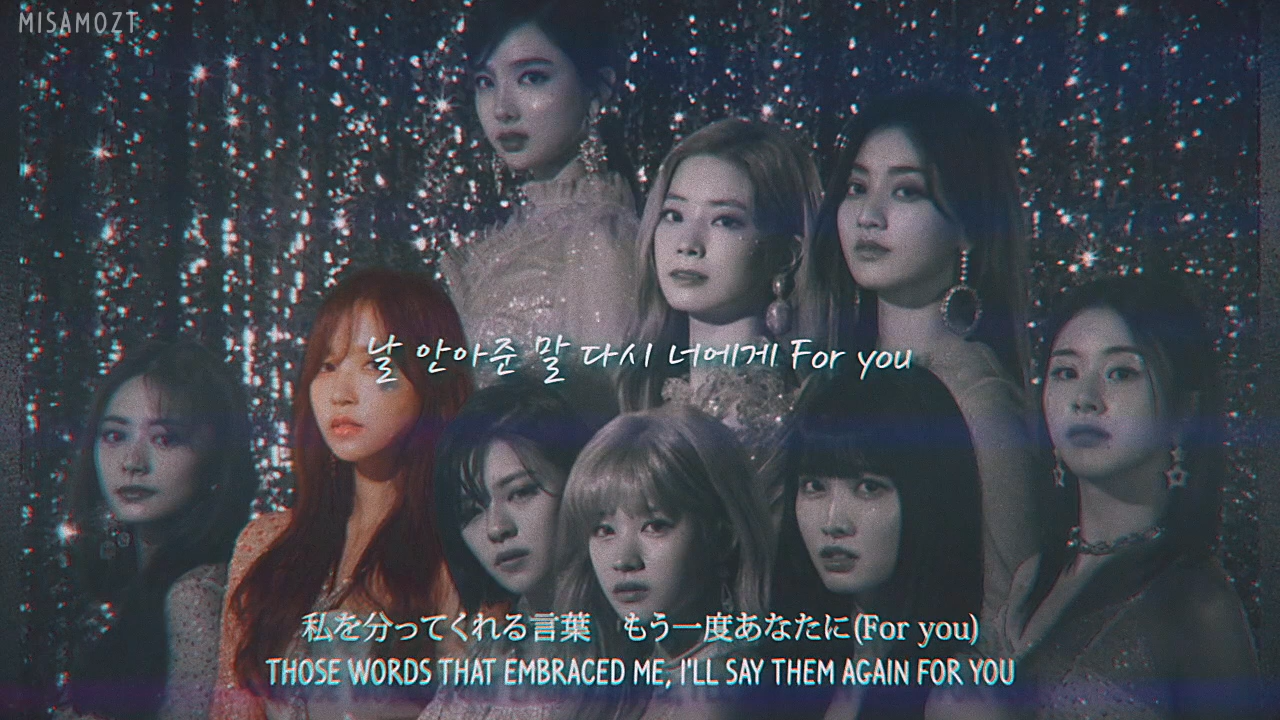 MISAMOZT
날 안아준 말 다시 너에게 For you
私を分ってくれる言葉　もう一度あなたに(For you)
THOSE WORDS THAT EMBRACED ME, I'LL SAY THEM AGAIN FOR YOU